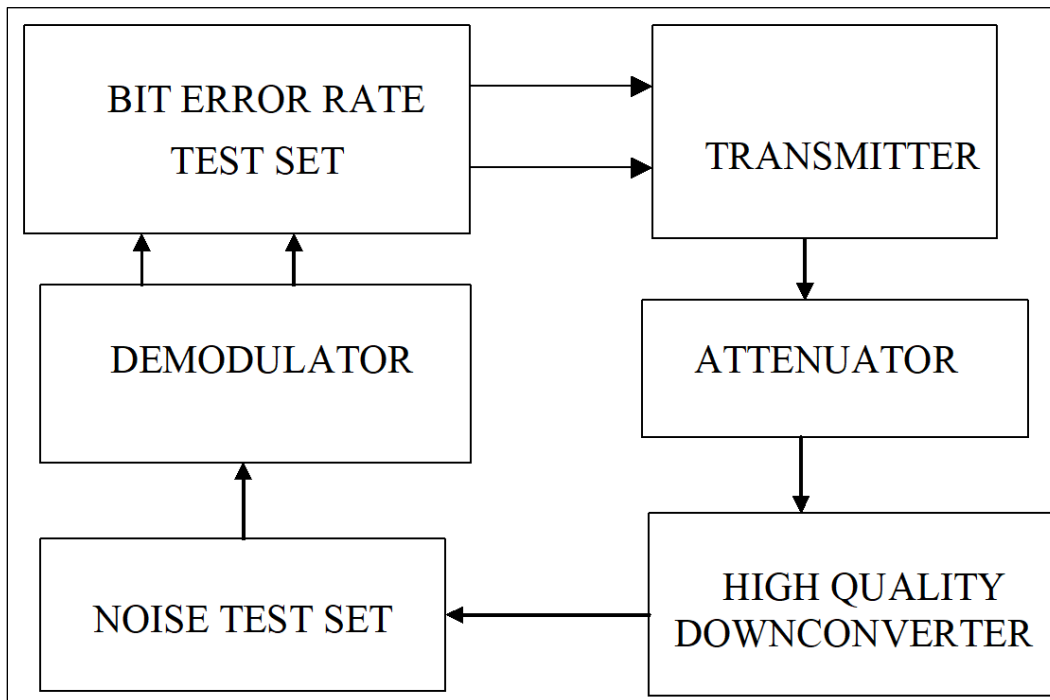 BIT ERROR RATE
TEST SET
TRANSMITTER
DEMODULATOR
ATTENUATOR
NOISE TEST SET
HIGH QUALITY
DOWNCONVERTER